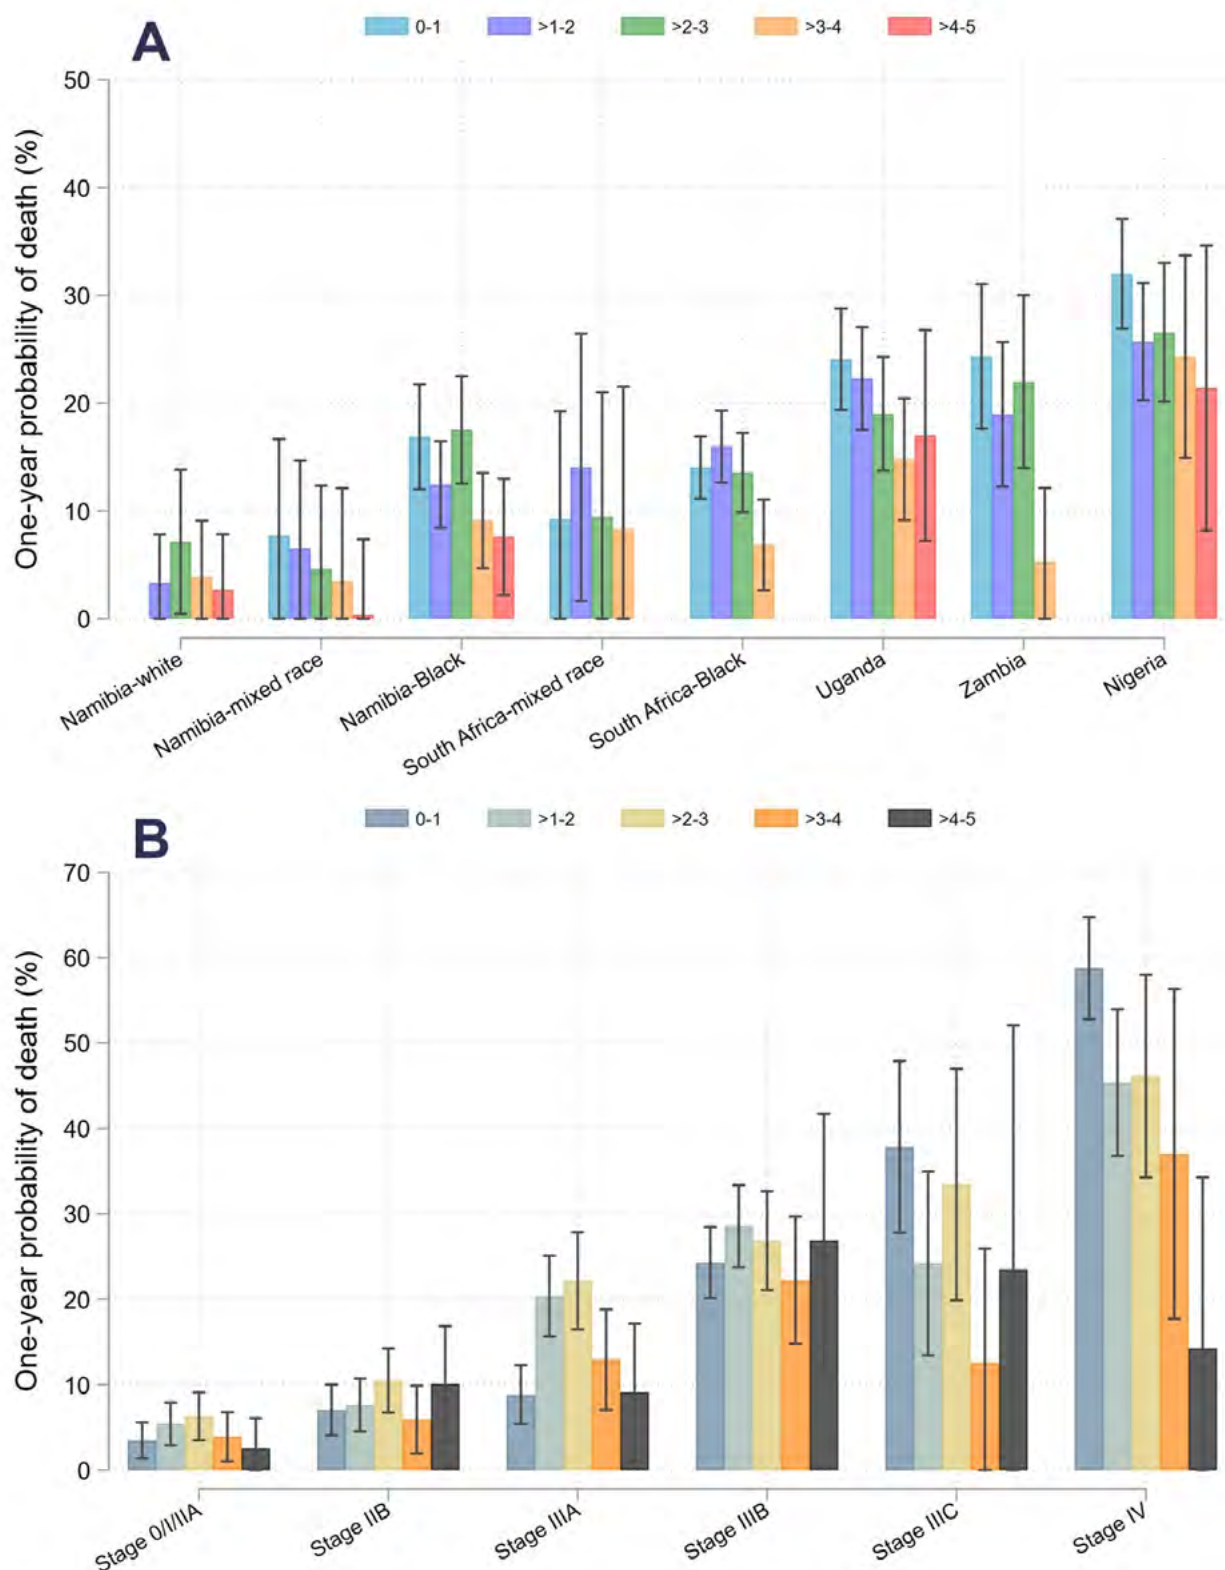 A
0-1 >1-2 >2-3 >3-4 >4-5
One-year probability of death (%)
50
40
30
20
10
0
Namibia-white
Namibia-mixed race
Namibia-Black
South Africa-mixed race
South Africa-Black
Uganda
Zambia
Nigeria
B
0-1 >1-2 >2-3 >3-4 >4-5
One-year probability of death (%)
70
60
50
40
30
20
10
0
Stage 0/I/IIA
Stage IIB
Stage IIIA
Stage IIIB
Stage IIIC
Stage IV